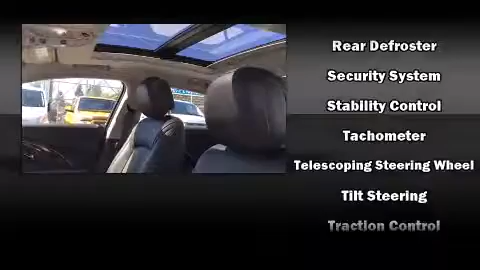 Rear Defroster
Security System
Stability Control
Tachometer
Telescoping Steering Wheel
Tilt Steering
Traction Control